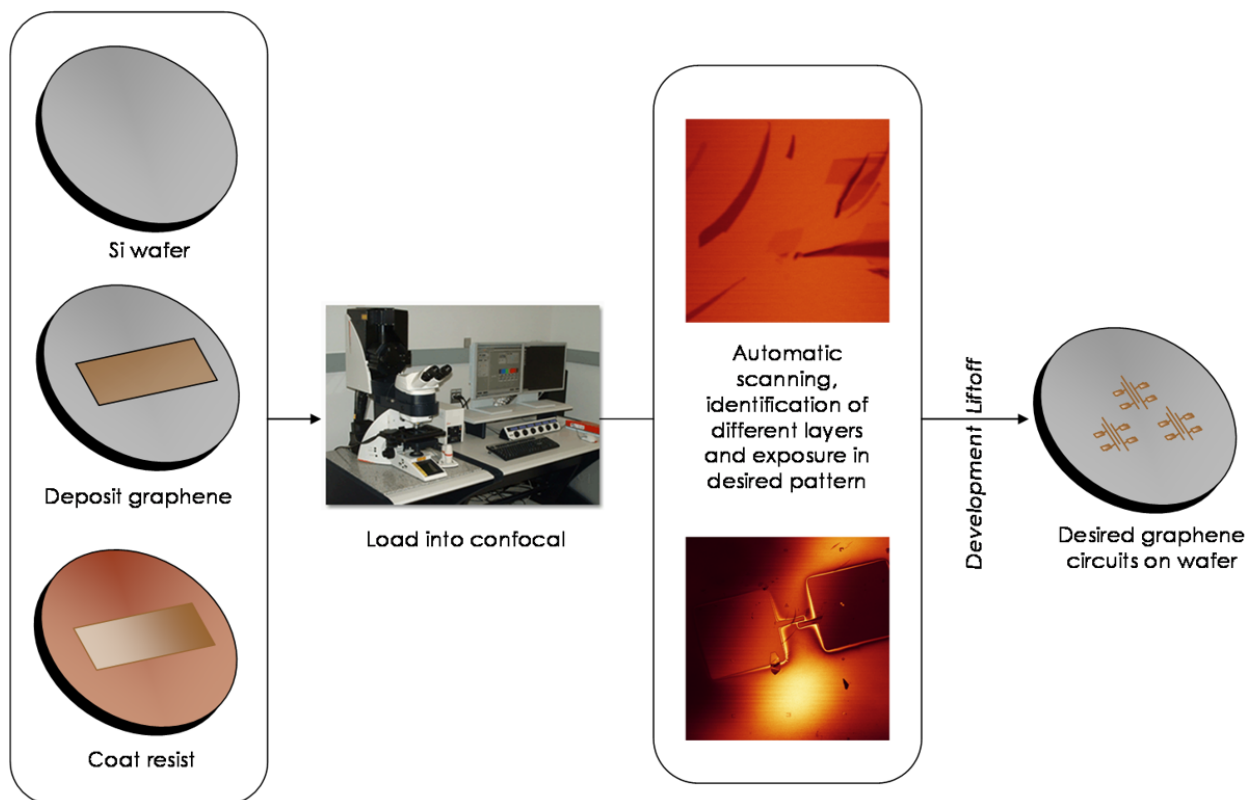 Si wafer
Deposit graphene
Coat resist
Load into confocal
Automatic
scanning,
identification of
different layers
and exposure in
desired pattern
Development
Liftoff
Desired graphene
circuits on wafer